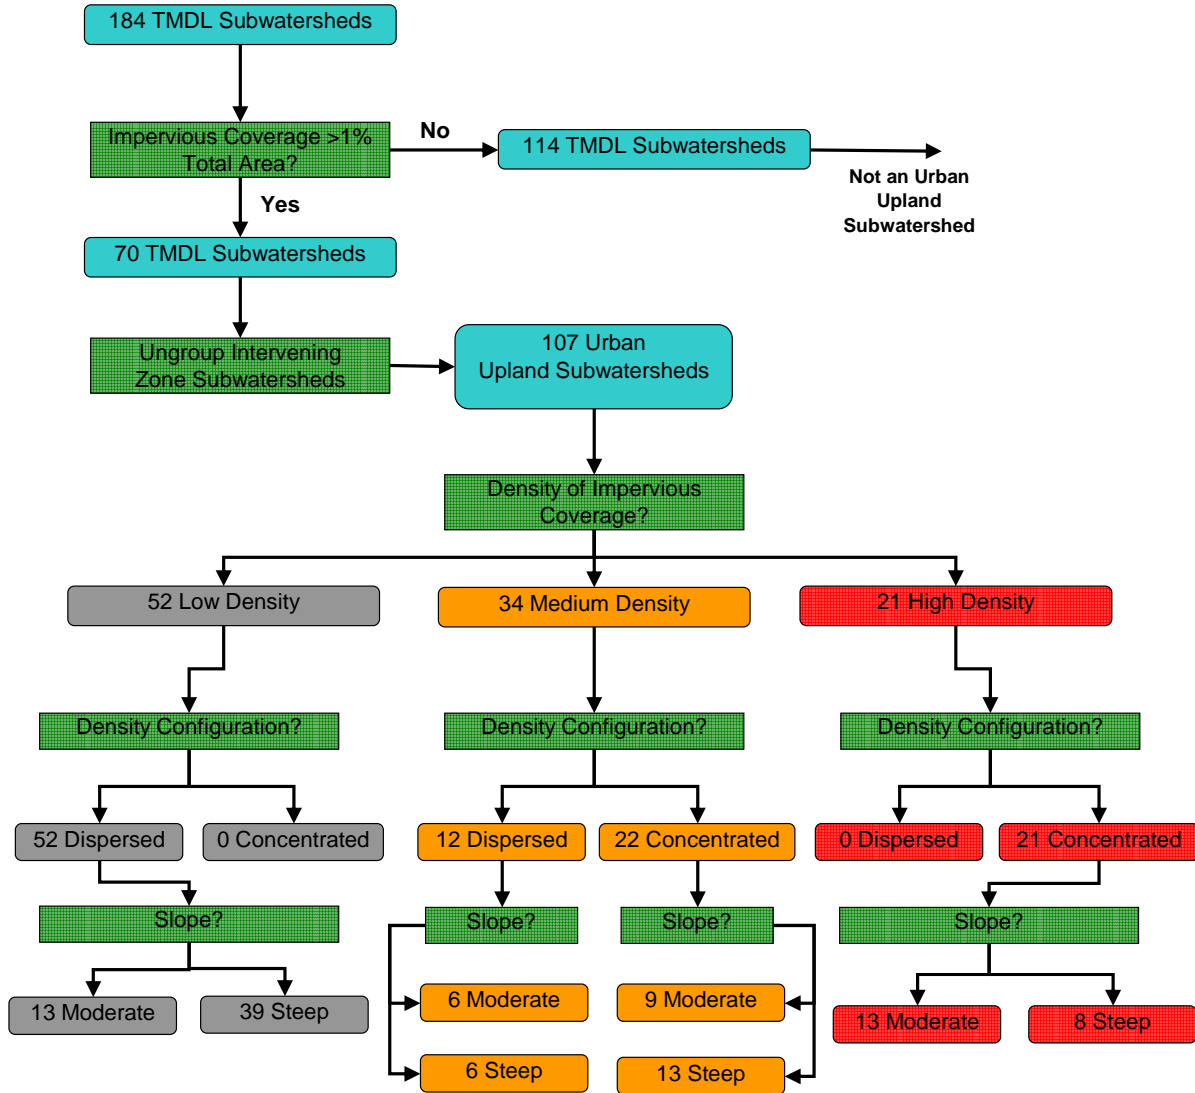 184 TMDL Subwatersheds
Impervious Coverage >1%
Total Area?
No
114 TMDL Subwatersheds
Not an Urban
Upland
Subwatershed
Yes
70 TMDL Subwatersheds
Ungroup Intervening
Zone Subwatersheds
107 Urban
Upland Subwatersheds
Density of Impervious
Coverage?
52 Low Density
34 Medium Density
21 High Density
Density Configuration?
Density Configuration?
Density Configuration?
52 Dispersed
0 Concentrated
12 Dispersed
22 Concentrated
0 Dispersed
21 Concentrated
Slope?
Slope?
Slope?
Slope?
13 Moderate
39 Steep
6 Moderate
9 Moderate
13 Moderate
8 Steep
6 Steep
13 Steep